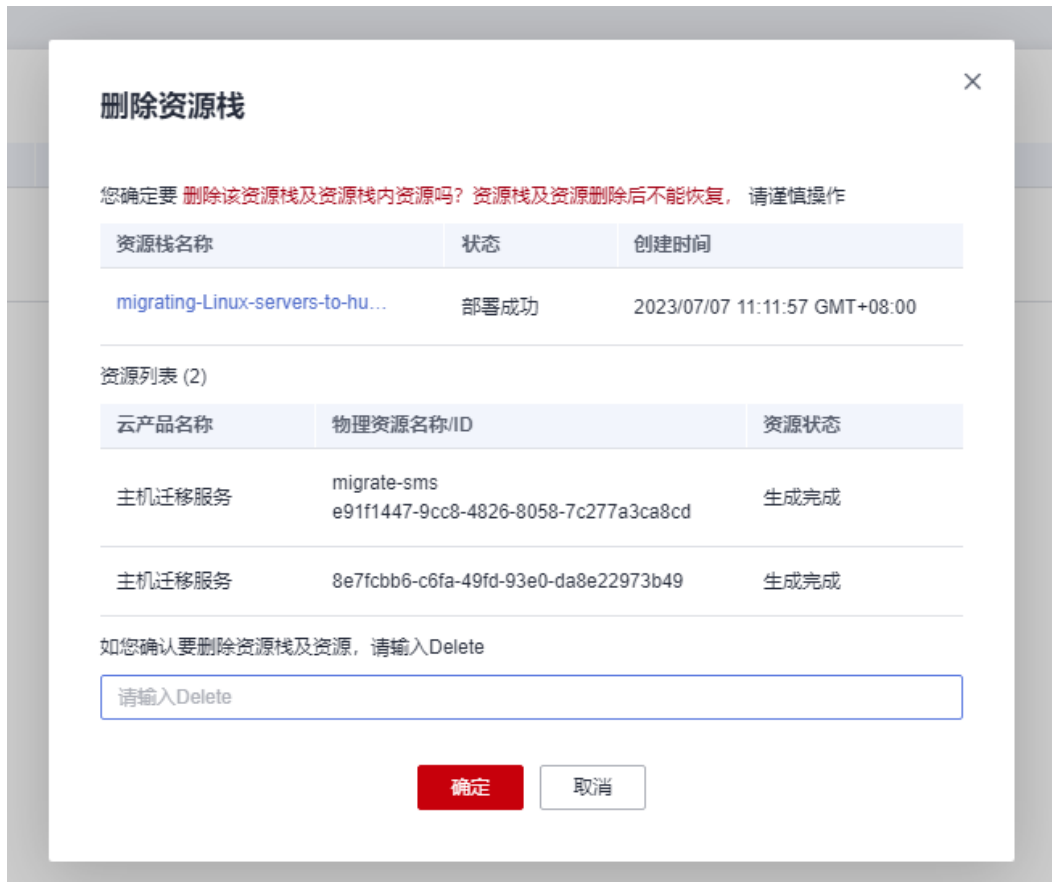 删除资源栈
您确定要 删除该资源栈及资源栈内资源吗？资源栈及资源删除后不能恢复， 请谨慎操作
资源栈名称 状态 创建时间
migrating-Linux-servers-to-hu... 部署成功 2023/07/07 11:11:57 GMT+08:00
资源列表 (2)
云产品名称 物理资源名称/ID 资源状态
主机迁移服务 migrate-sms 生成完成
e91f1447-9cc8-4826-8058-7c277a3ca8cd
主机迁移服务 8e7fcbb6-c6fa-49fd-93e0-da8e22973b49 生成完成
如您确认要删除资源栈及资源，请输入Delete
请输入Delete
确定 取消